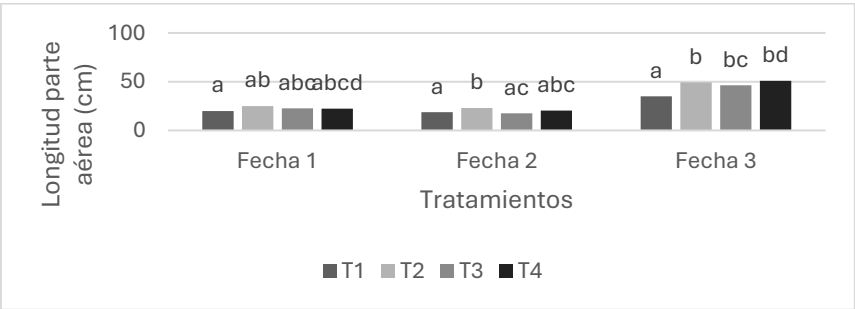 Longitud parte
aérea (cm)
100
50
0
a ab abc abcd
a b ac abc
a b bc bd
Fecha 1 Fecha 2 Fecha 3
Tratamientos
T1 T2 T3 T4